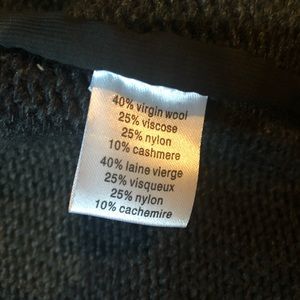 40% virgin wool
25% viscose
25% nylon
10% cashmere
40% laine vierge
25% visqueux
25% nylon
10% cachemire